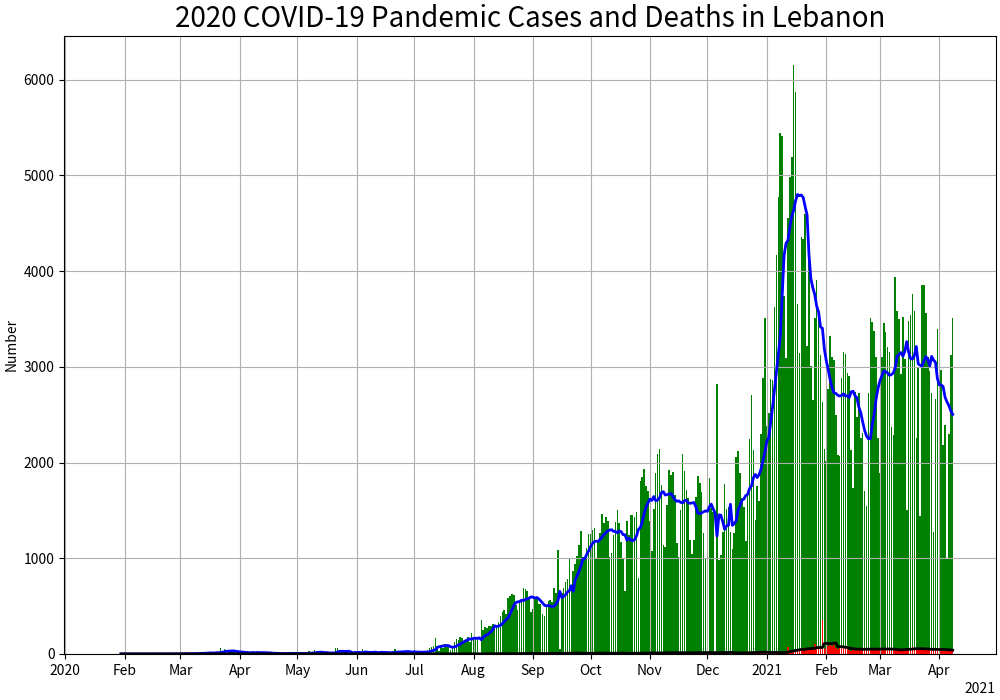 2020 COVID-19 Pandemic Cases and Deaths in Lebanon
Number
6000
5000
4000
3000
2000
1000
0
2020 Feb Mar Apr May Jun Jul Aug Sep Oct Nov Dec 2021 Feb Mar Apr
2021